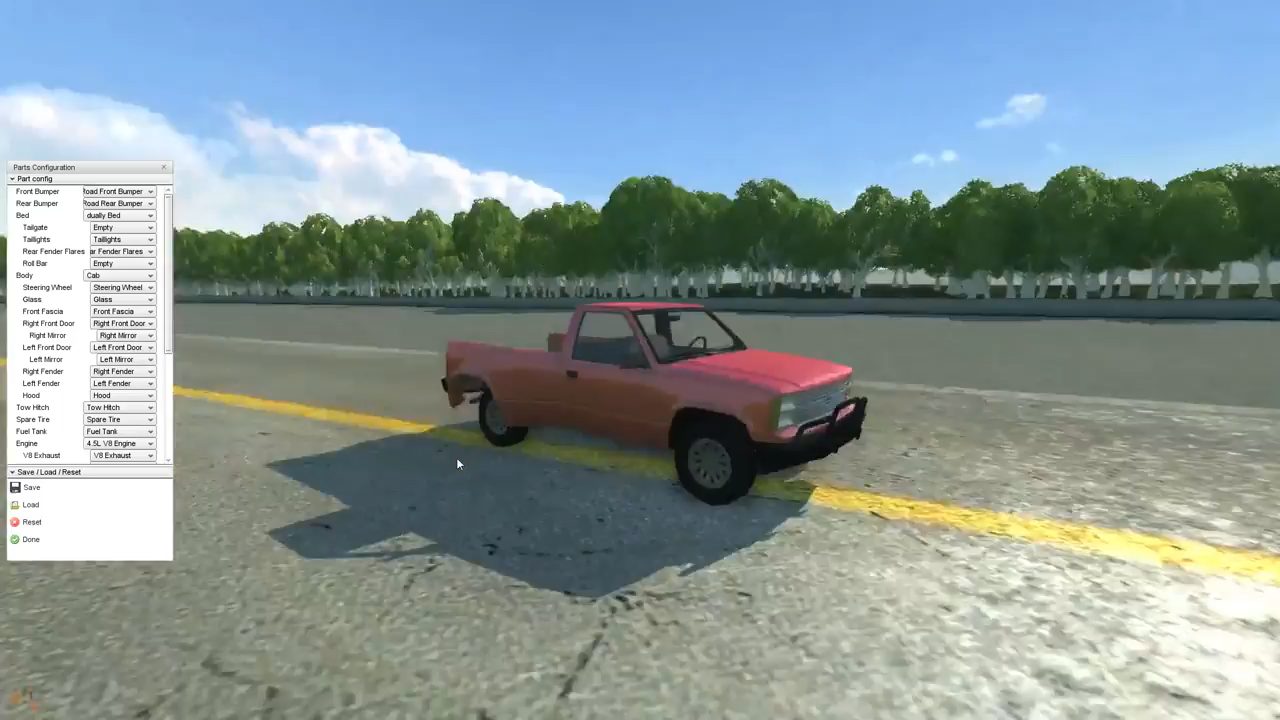 Parts Configuration
Part config
Front Bumper Road Front Bumper
Rear Bumper Road Rear Bumper
Bed dually Bed
Tailgate Empty
Taillights Taillights
Rear Fender Flares ar Fender Flares
Roll Bar Empty
Body Cab
Steering Wheel Steering Wheel
Glass Glass
Front Fascia Front Fascia
Right Front Door Right Front Door
Right Mirror Right Mirror
Left Front Door Left Front Door
Left Mirror Left Mirror
Right Fender Right Fender
Left Fender Left Fender
Hood Hood
Tow Hitch Tow Hitch
Spare Tire Spare Tire
Fuel Tank Fuel Tank
Engine 4.5L V8 Engine
V8 Exhaust V8 Exhaust
Save / Load / Reset
Save
Load
Reset
Done